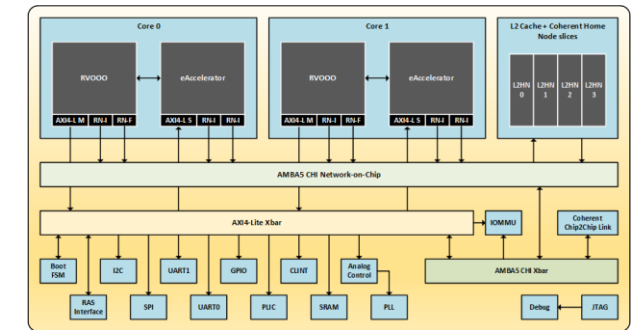 Core 0
Core 1
L2 Cache + Coherent Home
Node slices
RVOOO
eAccelerator
RVOOO
eAccelerator
L2HN
0
L2HN
1
L2HN
2
L2HN
3
AXI4-L M
RN-I
RN-F
AXI4-L S
RN-I
RN-I
AXI4-L M
RN-I
RN-F
AXI4-L S
RN-I
RN-I
AMBA5 CHI Network-on-Chip
AXI4-Lite Xbar
IOMMU
Coherent
Chip2Chip Link
Boot
FSM
I2C
UART1
GPIO
CLINT
Analog
Control
AMBA5 CHI Xbar
RAS
Interface
SPI
UART0
PLIC
SRAM
PLL
Debug
JTAG